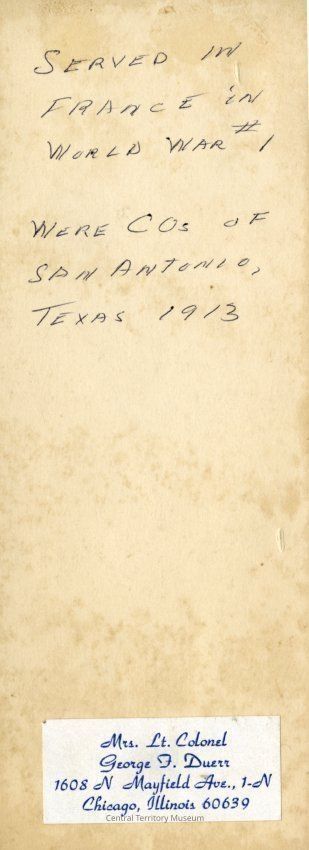 SERVED IN
FRANCE IN
WORLD WAR #1
WERE COs OF
SAN ANTONIO,
TEXAS 1913
Mrs. Lt. Colonel
George F. Duerr
1608 N Mayfield Ave., 1-N
Chicago, Illinois 60639
Central Territory Museum